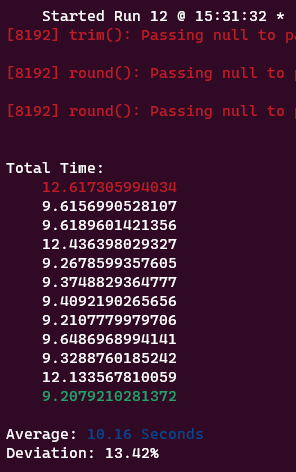 Started Run 12 @ 15:31:32 *
[8192] trim(): Passing null to
[8192] round(): Passing null to
[8192] round(): Passing null to
Total Time:
12.617305994034
9.6156990528107
9.6189601421356
12.436398029327
9.2678599357605
9.3748829364777
9.4092190265656
9.2107779979706
9.6486968994141
9.3288760185242
12.133567810059
9.2079210281372
Average: 10.16 Seconds
Deviation: 13.42%